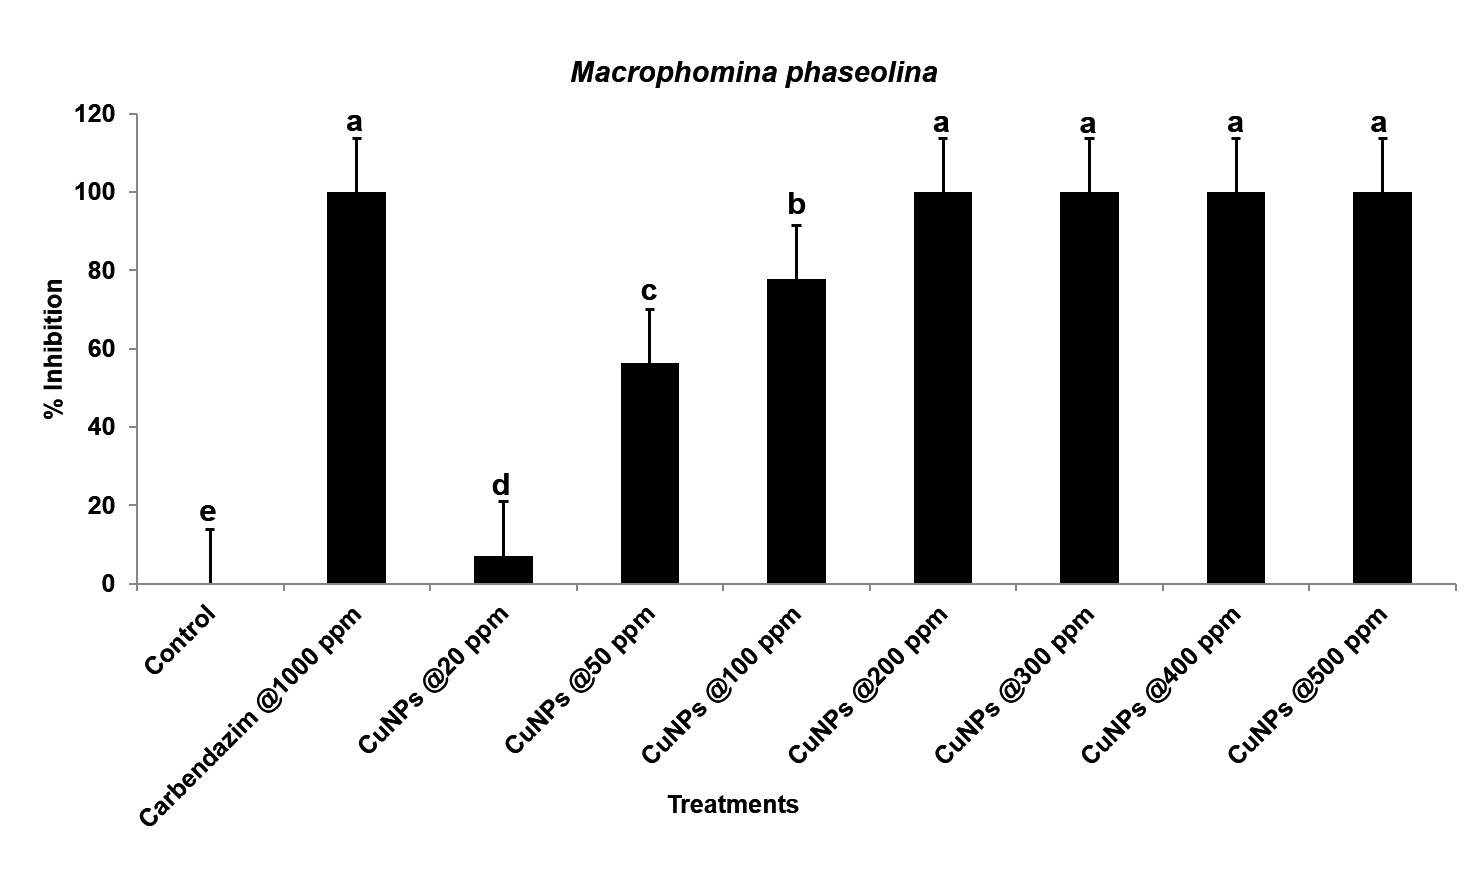 Macrophomina phaseolina
120
100
80
60
40
20
0
% Inhibition
e
a
d
c
b
a
a
a
a
Control
Carbendazim @1000 ppm
CuNPs @20 ppm
CuNPs @50 ppm
CuNPs @100 ppm
CuNPs @200 ppm
CuNPs @300 ppm
CuNPs @400 ppm
CuNPs @500 ppm
Treatments